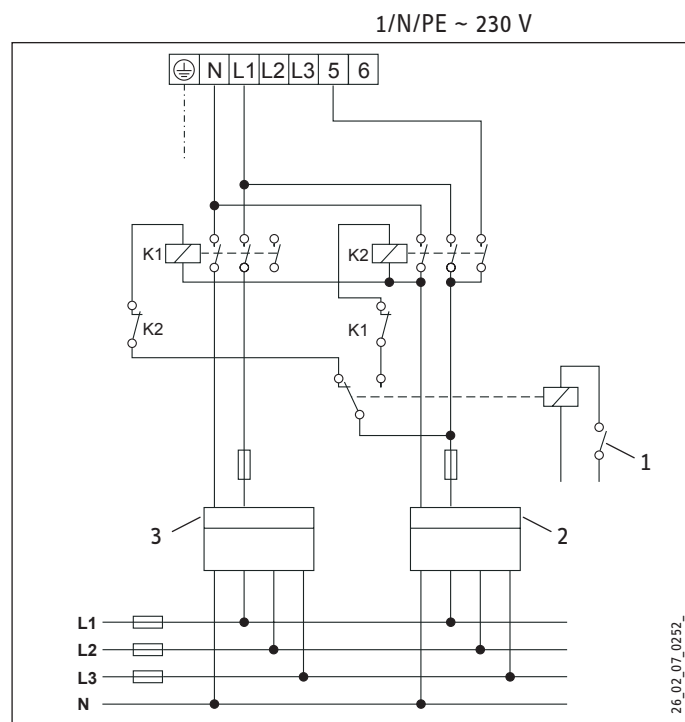 1/N/PE ~ 230 V
N L1 L2 L3 5 6
K1
K2
K2
K1
1
3
2
L1
L2
L3
N
26_02_07_0252_